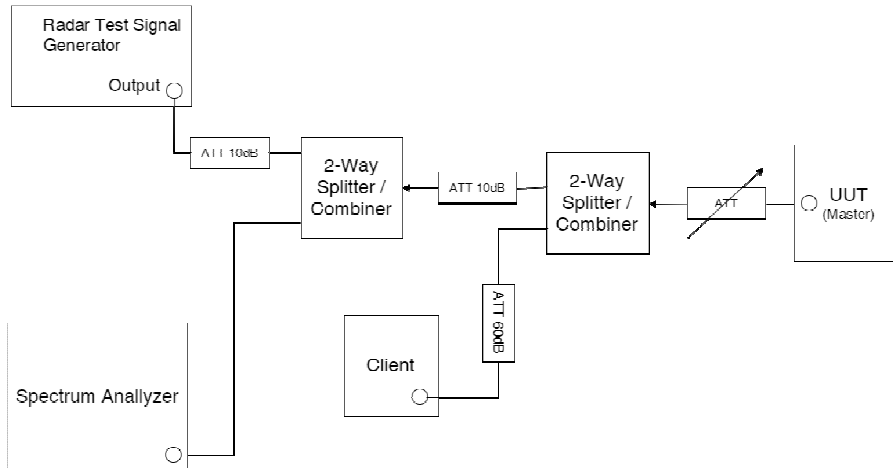 Radar Test Signal
Generator
Output
ATT 10dB
2-Way
Splitter /
Combiner
ATT 10dB
2-Way
Splitter /
Combiner
ATT
UUT
(Master)
ATT 60dB
Client
Spectrum Anallyzer